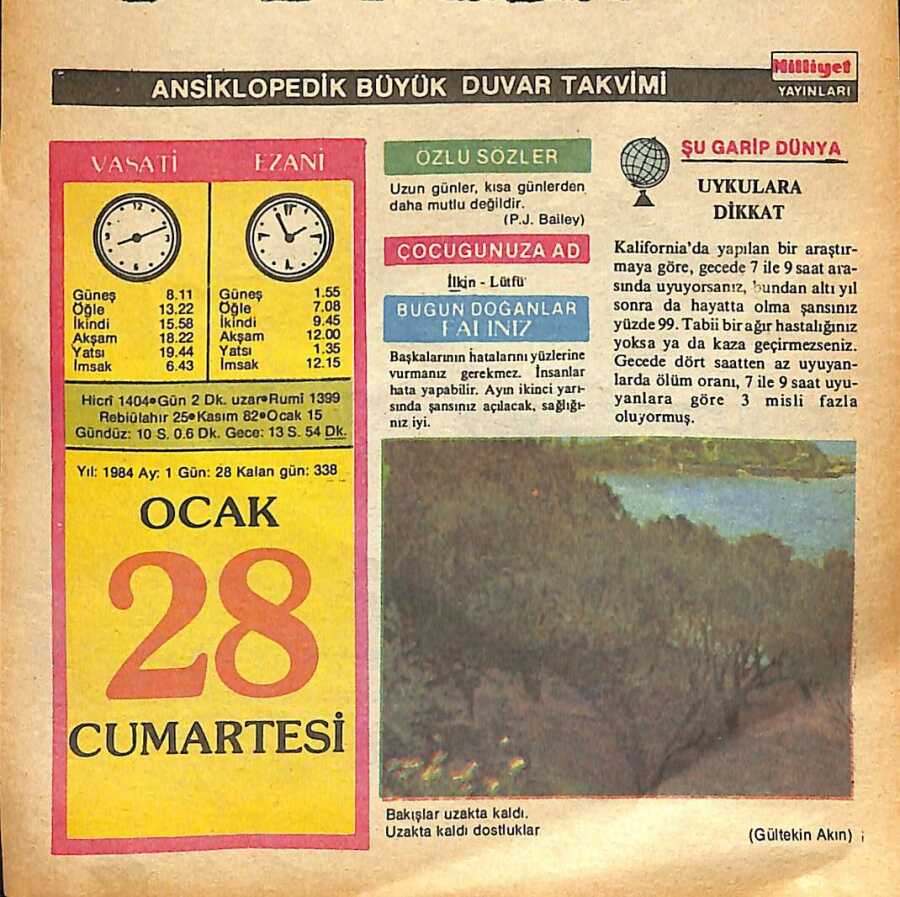 Milliyet
YAYINLARI
ANSİKLOPEDİK BÜYÜK DUVAR TAKVİMİ
VASATİ EZANİ
12
Güneş 8.11 Güneş 1.55
Öğle 13.22 Öğle 7.08
İkindi 15.58 İkindi 9.45
Akşam 18.22 Akşam 12.00
Yatsı 19.44 Yatsı 1.35
İmsak 6.43 İmsak 12.15
Hicri 1404•Gün 2 Dk. uzar•Rumi 1399
Rebiülahır 25•Kasım 82•Ocak 15
Gündüz: 10 S. 0.6 Dk. Gece: 13 S. 54 Dk.
Yıl: 1984 Ay: 1 Gün: 28 Kalan gün: 338
OCAK
28
CUMARTESİ
ÖZLÜ SÖZLER
Uzun günler, kısa günlerden
daha mutlu değildir.
(P.J. Bailey)
ÇOCUGUNUZA AD
İlkin - Lütfü
BUGÜN DOĞANLAR
FALINIZ
Başkalarının hatalarını yüzlerine
vurmanız gerekmez. İnsanlar
hata yapabilir. Ayın ikinci yarı-
sında şansınız açılacak, sağlığı-
nız iyi.
ŞU GARİP DÜNYA
UYKULARA
DİKKAT
Kalifornia'da yapılan bir araştır-
maya göre, gecede 7 ile 9 saat ara-
sında uyuyorsanız, bundan altı yıl
sonra da hayatta olma şansınız
yüzde 99. Tabii bir ağır hastalığınız
yoksa ya da kaza geçirmezseniz.
Gecede dört saatten az uyuyan-
larda ölüm oranı, 7 ile 9 saat uyu-
yanlara göre 3 misli fazla
oluyormuş.
Bakışlar uzakta kaldı.
Uzakta kaldı dostluklar
(Gültekin Akın)